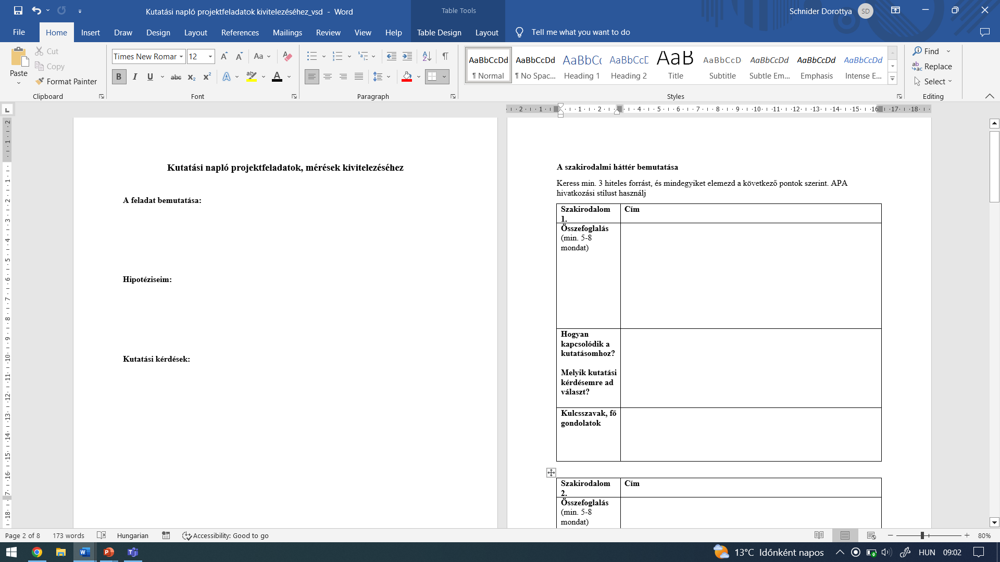 Kutatási napló projektfeladatok kivitelezéséhez_vsd - Word
Table Tools
Schnider Dorottya
SD
File
Home
Insert
Draw
Design
Layout
References
Mailings
Review
View
Help
Table Design
Layout
Tell me what you want to do
Paste
Cut
Copy
Format Painter
Clipboard
Times New Romar
12
Font
Paragraph
AaBbCcDd
¶ Normal
AaBbCcDd
¶ No Spac...
AaBbCc
Heading 1
AaBbCcD
Heading 2
AaB
Title
AaBbCcD
Subtitle
AaBbCcDd
Subtle Em...
AaBbCcDd
Emphasis
AaBbCcDd
Intense E...
Styles
Find
Replace
Select
Editing
Kutatási napló projektfeladatok, mérések kivitelezéséhez
A feladat bemutatása:
Hipotéziseim:
Kutatási kérdések:
A szakirodalmi háttér bemutatása
Keress min. 3 hiteles forrást, és mindegyiket elemezd a következő pontok szerint. APA
hivatkozási stílust használj
Szakirodalom
1.
Cím
Összefoglalás
(min. 5-8
mondat)
Hogyan
kapcsolódik a
kutatásomhoz?
Melyik kutatási
kérdésemre ad
választ?
Kulcsszavak, fő
gondolatok
Szakirodalom
2.
Cím
Összefoglalás
(min. 5-8
mondat)
Page 2 of 8
173 words
Hungarian
Accessibility: Good to go
80%
13°C Időnként napos
HUN
09:02